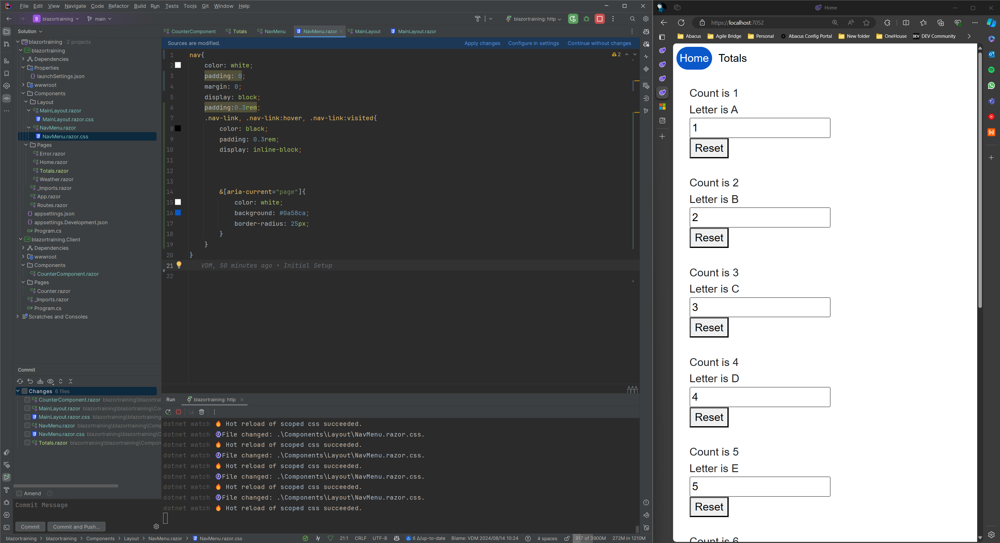 File Edit View Navigate Code Refactor Build Run Tests Tools Git Window Help
B blazortraining main
blazortraining: http
Solution
blazortraining · 2 projects
blazortraining
Dependencies
Properties
launchSettings.json
wwwroot
Components
Layout
MainLayout.razor
MainLayout.razor.css
NavMenu.razor
NavMenu.razor.css
Pages
Error.razor
Home.razor
Totals.razor
Weather.razor
_Imports.razor
App.razor
Routes.razor
appsettings.json
appsettings.Development.json
Program.cs
blazortraining.Client
Dependencies
wwwroot
Components
CounterComponent.razor
Pages
Counter.razor
_Imports.razor
Program.cs
Scratches and Consoles
Commit
Changes 6 files
CounterComponent.razor blazortraining\blazortrai
MainLayout.razor blazortraining\blazortraining\Co
MainLayout.razor.css blazortraining\blazortraining
NavMenu.razor blazortraining\blazortraining\Comp
NavMenu.razor.css blazortraining\blazortraining\C
Totals.razor blazortraining\blazortraining\Compon
Amend
Commit Message
Commit Commit and Push...
CounterComponent Totals NavMenu NavMenu.razor MainLayout MainLayout.razor
Sources are modified. Apply changes Configure in settings Continue without changes
2
1 nav{
2 color: white;
3 padding: 0;
4 margin: 0;
5 display: block;
6 padding:0.3rem;
7 .nav-link, .nav-link:hover, .nav-link:visited{
8 color: black;
9 padding: 0.3rem;
10 display: inline-block;
11
12
13
14 &[aria-current="page"]{
15 color: white;
16 background: #0a58ca;
17 border-radius: 25px;
18 }
19 }
20 }
21 VDM, 50 minutes ago • Initial Setup
22
Run blazortraining: http
dotnet watch 🔥 Hot reload of scoped css succeeded.
dotnet watch ⌚File changed: .\Components\Layout\NavMenu.razor.css.
dotnet watch 🔥 Hot reload of scoped css succeeded.
dotnet watch ⌚File changed: .\Components\Layout\NavMenu.razor.css.
dotnet watch 🔥 Hot reload of scoped css succeeded.
dotnet watch ⌚File changed: .\Components\Layout\NavMenu.razor.css.
dotnet watch 🔥 Hot reload of scoped css succeeded.
dotnet watch ⌚File changed: .\Components\Layout\NavMenu.razor.css.
dotnet watch 🔥 Hot reload of scoped css succeeded.
blazortraining > blazortraining > Components > Layout > NavMenu.razor > NavMenu.razor.css
21:1 CRLF UTF-8 6 Δ/up-to-date Blame: VDM 2024/08/14 10:24 4 spaces 917 of 3900M 272M in 1210M
Home
https://localhost:7052
Abacus Agile Bridge Personal Abacus Config Portal New folder OneHouse DEV DEV Community
Home Totals
Count is 1
Letter is A
1
Reset
Count is 2
Letter is B
2
Reset
Count is 3
Letter is C
3
Reset
Count is 4
Letter is D
4
Reset
Count is 5
Letter is E
5
Reset
Count is 6